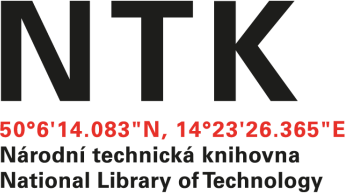 NTK
50°6'14.083"N, 14°23'26.365"E
Národní technická knihovna
National Library of Technology